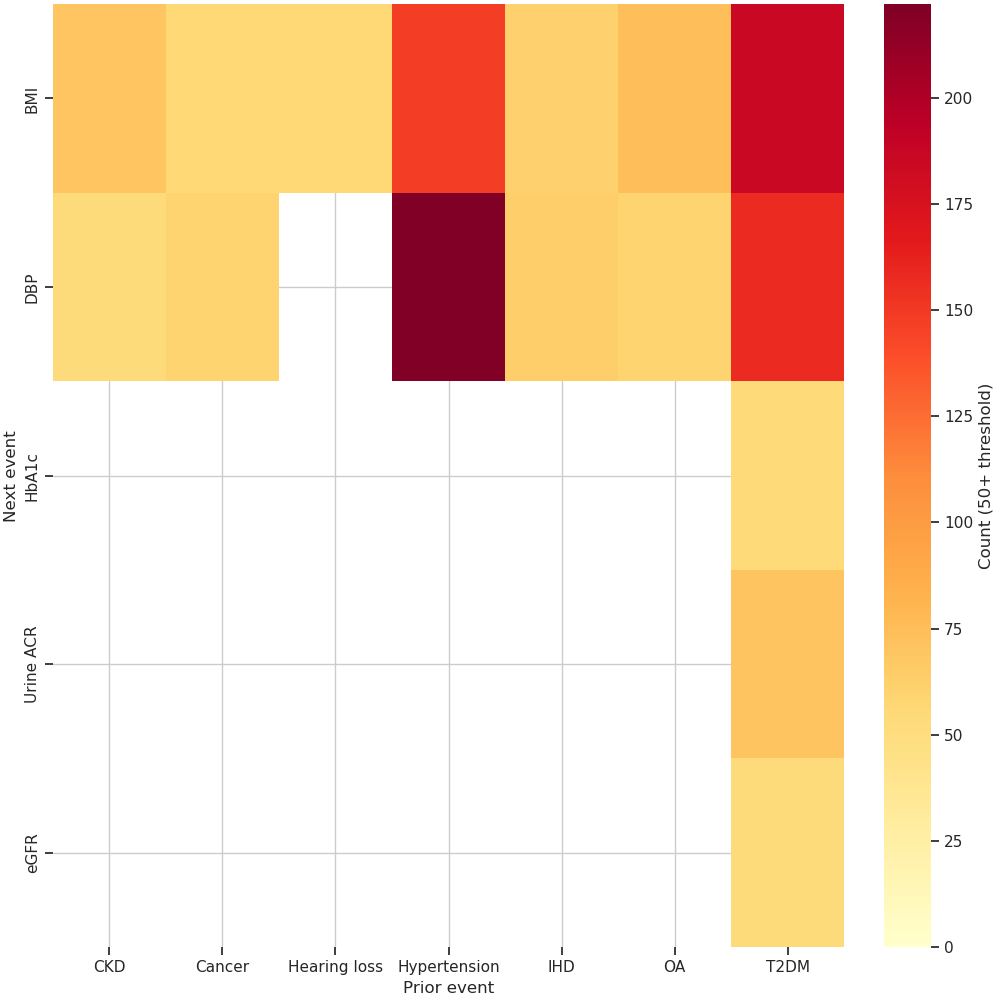 BMI
DBP
HbA1c
Urine ACR
eGFR
Next event
CKD
Cancer
Hearing loss
Hypertension
IHD
OA
T2DM
Prior event
200
175
150
125
100
75
50
25
0
Count (50+ threshold)